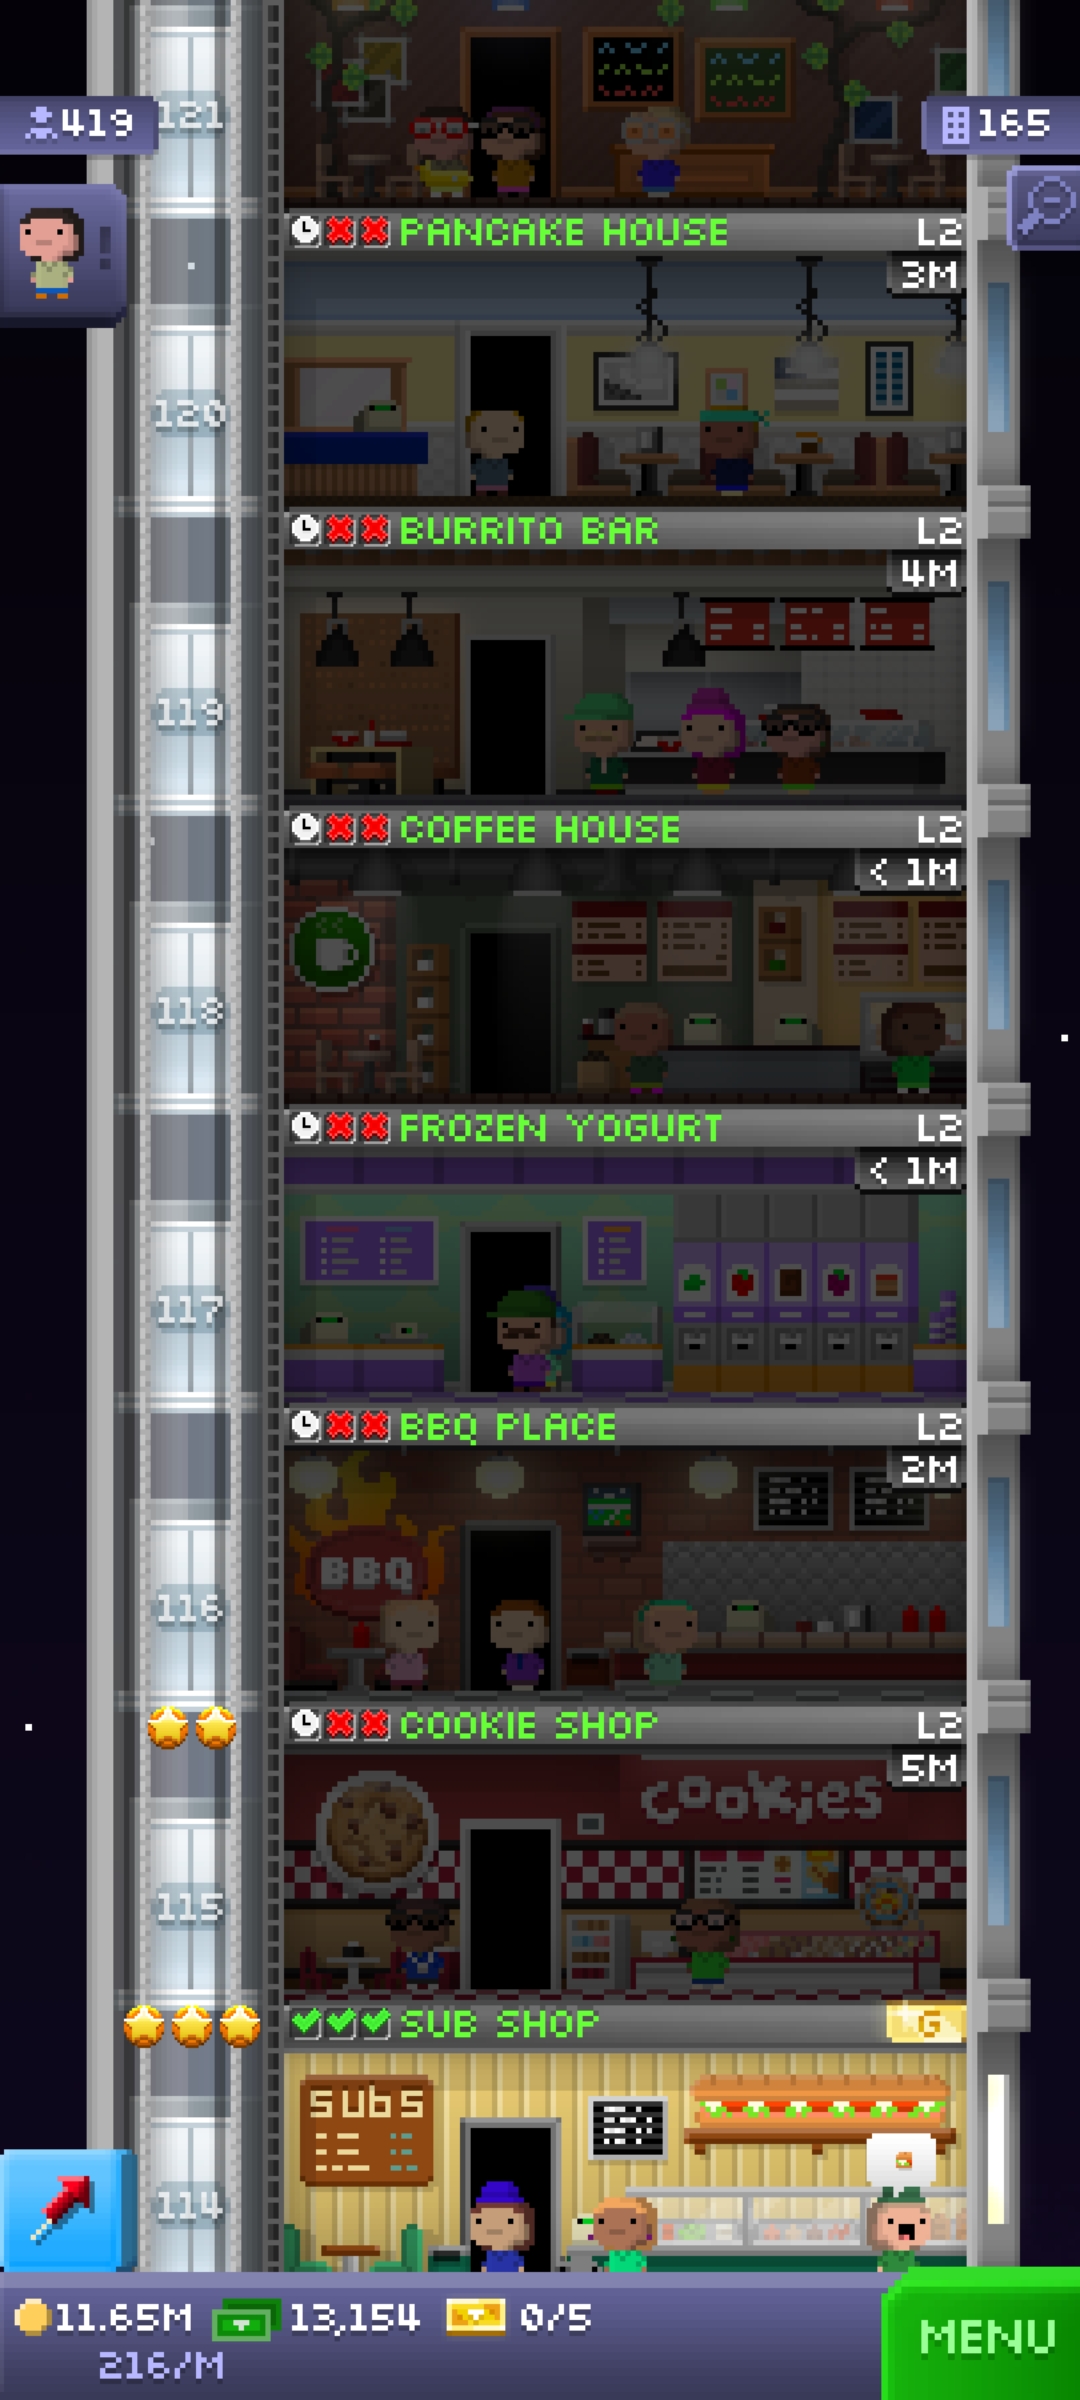 121
419
165
PANCAKE HOUSE L2
3M
120
BURRITO BAR L2
4M
119
COFFEE HOUSE L2
< 1M
118
FROZEN YOGURT L2
< 1M
117
BBQ PLACE L2
2M
BBQ
116
COOKIE SHOP L2
5M
cookies
115
SUB SHOP G
SUbS
114
11.65M 13,154 0/5
216/M
MENU